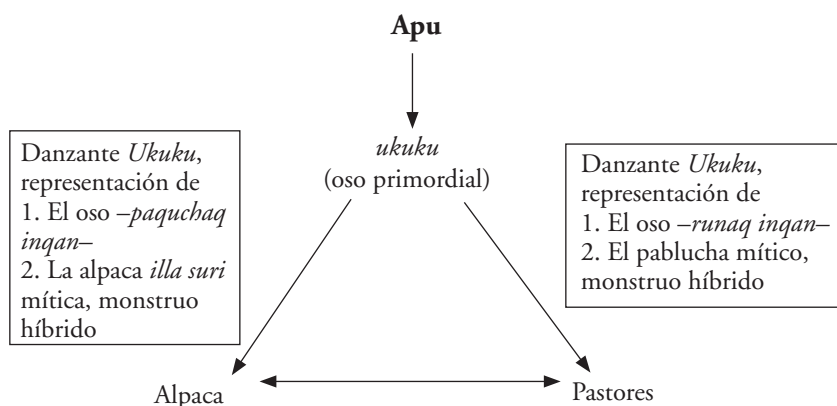 Apu
ukuku
(oso primordial)
Danzante Ukuku,
representación de
1. El oso –paquchaq
inqan–
2. La alpaca illa suri
mítica, monstruo
híbrido
Danzante Ukuku,
representación de
1. El oso –runaq inqan–
2. El pablucha mítico,
monstruo híbrido
Alpaca
Pastores